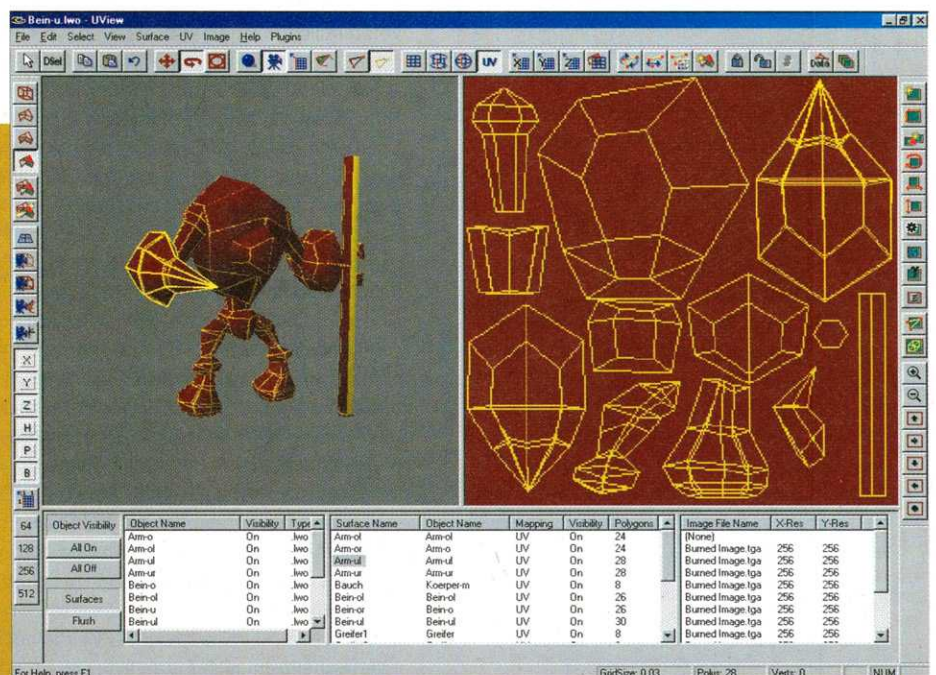 Bein-u.lwo - UView
File Edit Select View Surface UV Image Help Plugins
DSel UV Data
X
Y
Z
H
P
B
64
128
256
512
Object Visibility
All On
All Off
Surfaces
Flush
Object Name Visibility Type
Arm-o On .lwo
Arm-ol On .lwo
Arm-ul On .lwo
Arm-ur On .lwo
Bein-o On .lwo
Bein-ol On .lwo
Bein-u On .lwo
Bein-ul On .lwo
Surface Name Object Name Mapping Visibility Polygons
Arm-ol Arm-ol UV On 24
Arm-or Arm-o UV On 24
Arm-ul Arm-ul UV On 28
Arm-ur Arm-ur UV On 28
Bauch Koerper-m UV On 8
Bein-ol Bein-ol UV On 26
Bein-or Bein-o UV On 26
Bein-ul Bein-ul UV On 30
Greifer1 Greifer UV On 8
Image File Name X-Res Y-Res
(None)
Burned Image.tga 256 256
Burned Image.tga 256 256
Burned Image.tga 256 256
Burned Image.tga 256 256
Burned Image.tga 256 256
Burned Image.tga 256 256
Burned Image.tga 256 256
Burned Image.tga 256 256
For Help, press F1 GridSize: 0.03 Polys: 28 Verts: 0 NUM